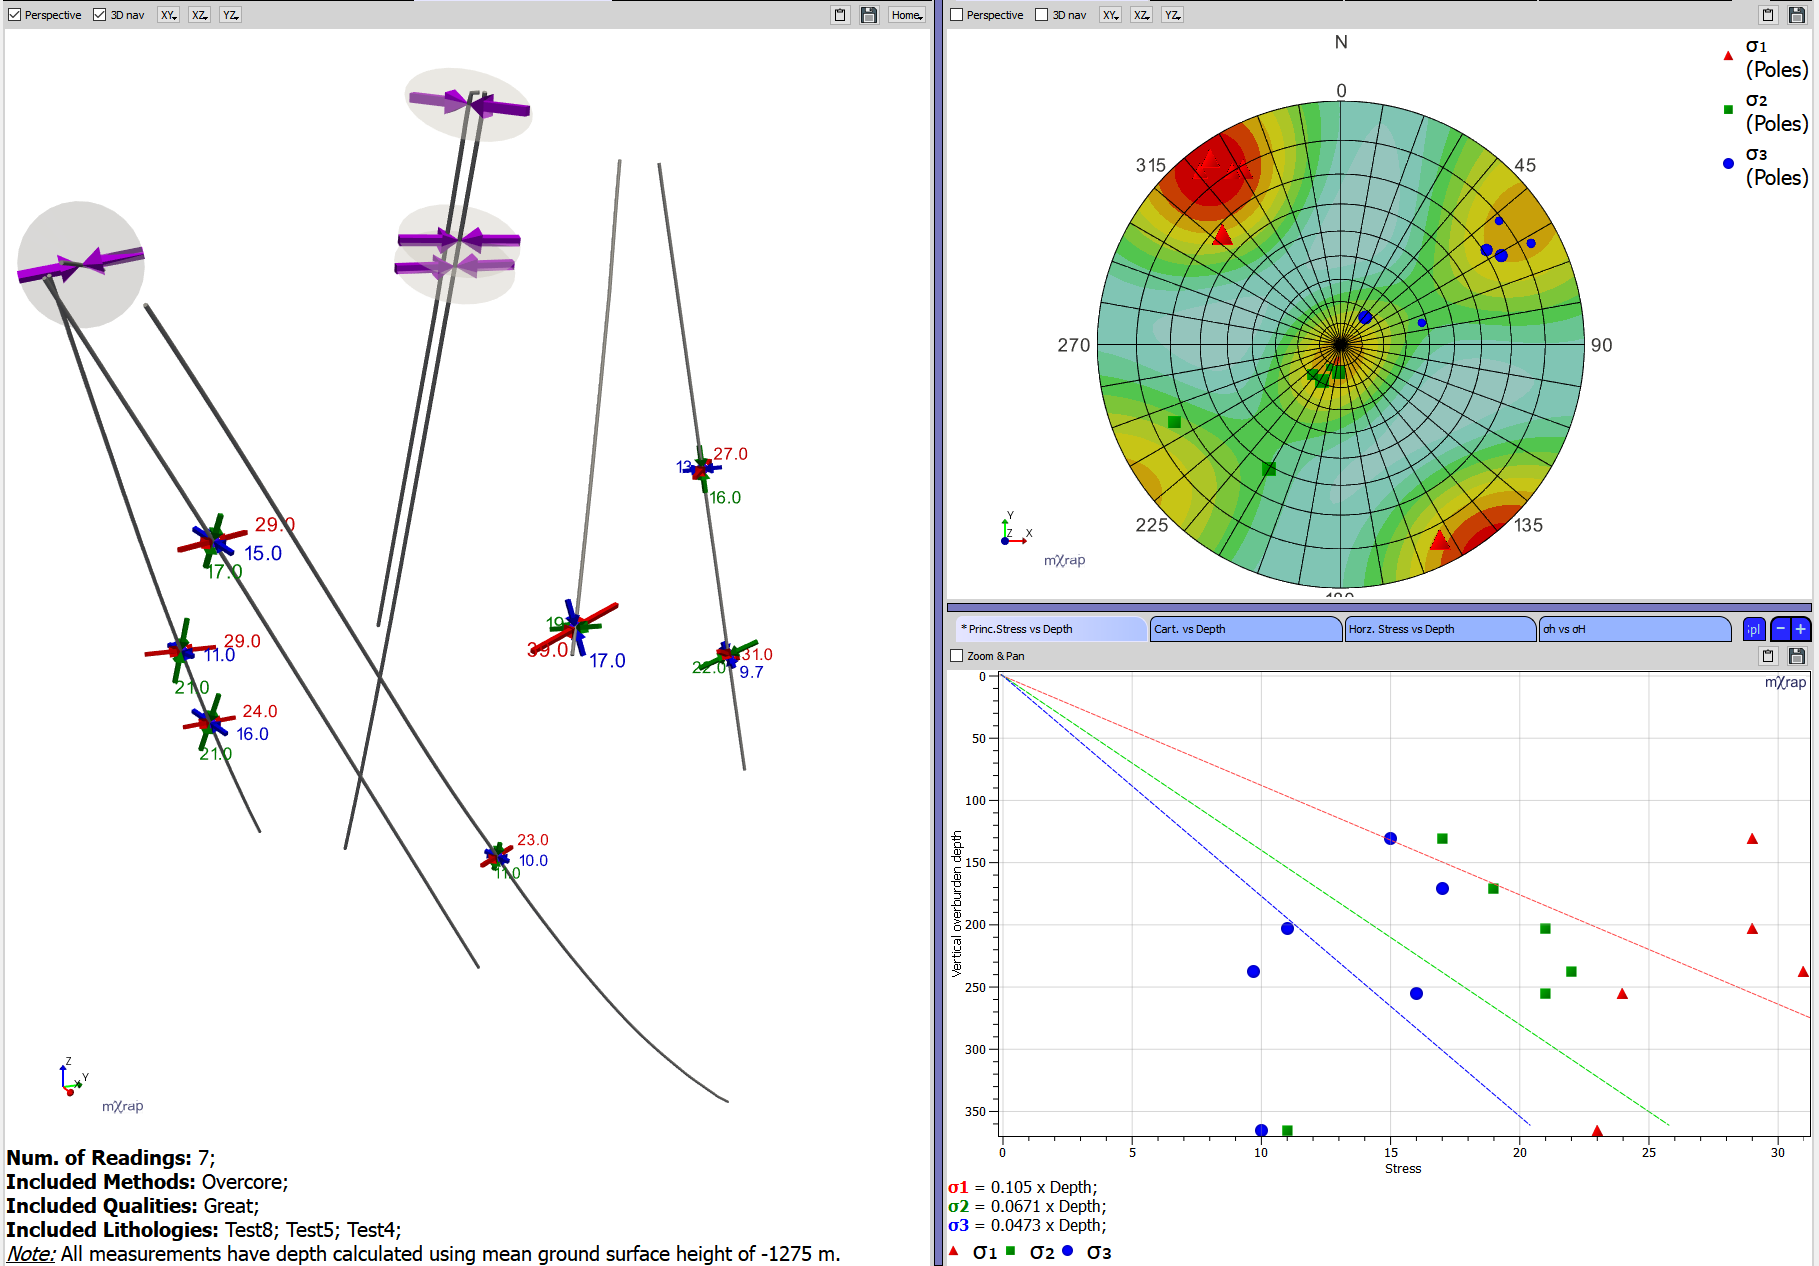 Perspective 3D nav XY XZ YZ Home
29.0
15.0
17.0
29.0
11.0
21.0
24.0
16.0
21.0
23.0
10.0
11.0
19
39.0
17.0
27.0
13
16.0
31.0
22.0
9.7
Z
Y
X
mXrap
Num. of Readings: 7;
Included Methods: Overcore;
Included Qualities: Great;
Included Lithologies: Test8; Test5; Test4;
Note: All measurements have depth calculated using mean ground surface height of -1275 m.
Perspective 3D nav XY XZ YZ
N
0
315
45
270
90
225
135
180
σ1
(Poles)
σ2
(Poles)
σ3
(Poles)
Y
Z X
mXrap
* Princ.Stress vs Depth Cart. vs Depth Horz. Stress vs Depth σh vs σH pl − +
Zoom & Pan
mXrap
Vertical overburden depth
0
50
100
150
200
250
300
350
0 5 10 15 20 25 30
Stress
σ1 = 0.105 x Depth;
σ2 = 0.0671 x Depth;
σ3 = 0.0473 x Depth;
σ1 σ2 σ3